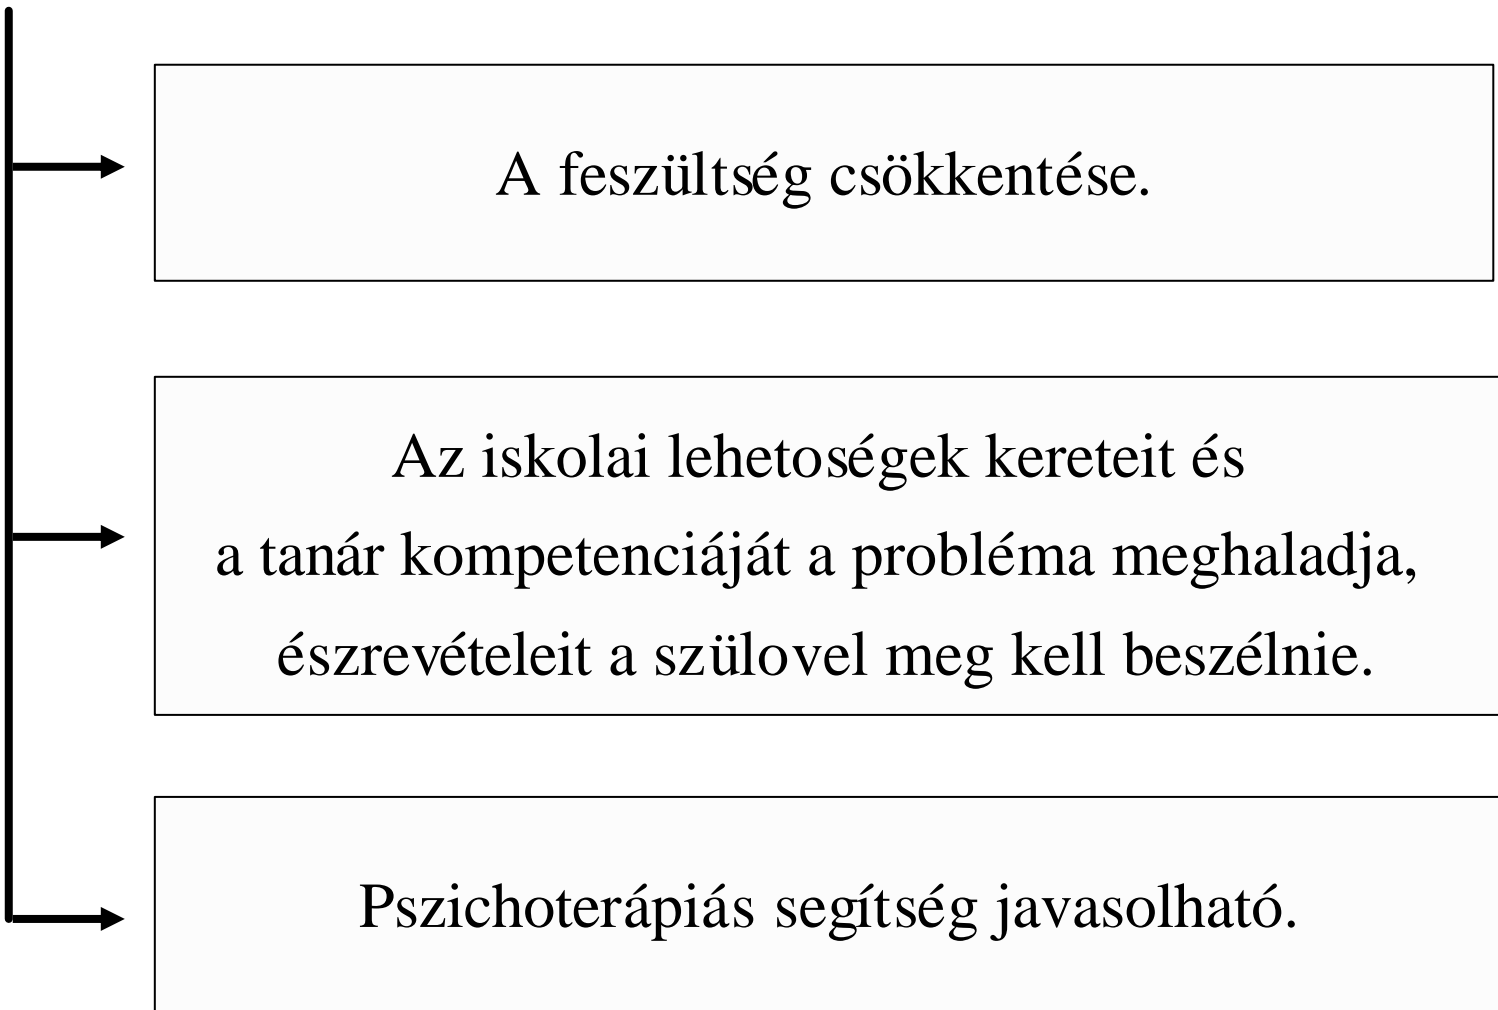 A feszültség csökkentése.
Az iskolai lehetoségek kereteit és
a tanár kompetenciáját a probléma meghaladja,
észrevételeit a szülovel meg kell beszélnie.
Pszichoterápiás segítség javasolható.